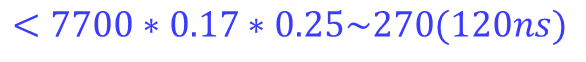 < 7700 ∗ 0.17 ∗ 0.25~270(120ns)